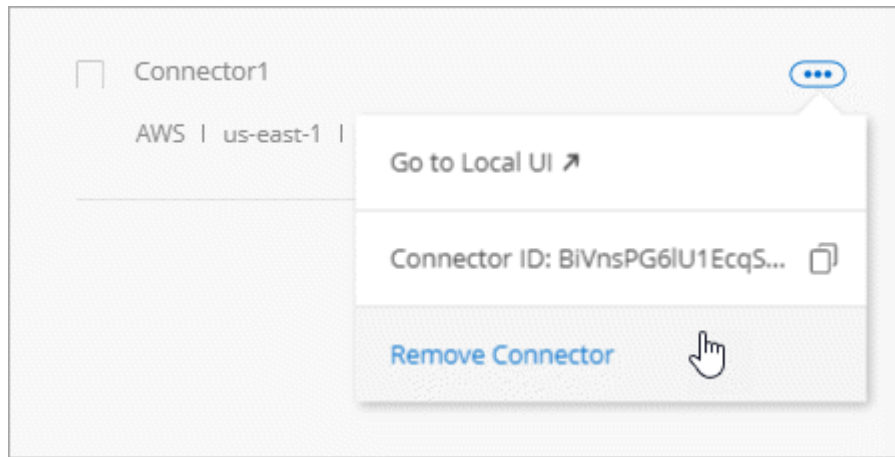 Connector1
AWS | us-east-1 |
Go to Local UI ↗
Connector ID: BiVnsPG6lU1EcqS...
Remove Connector